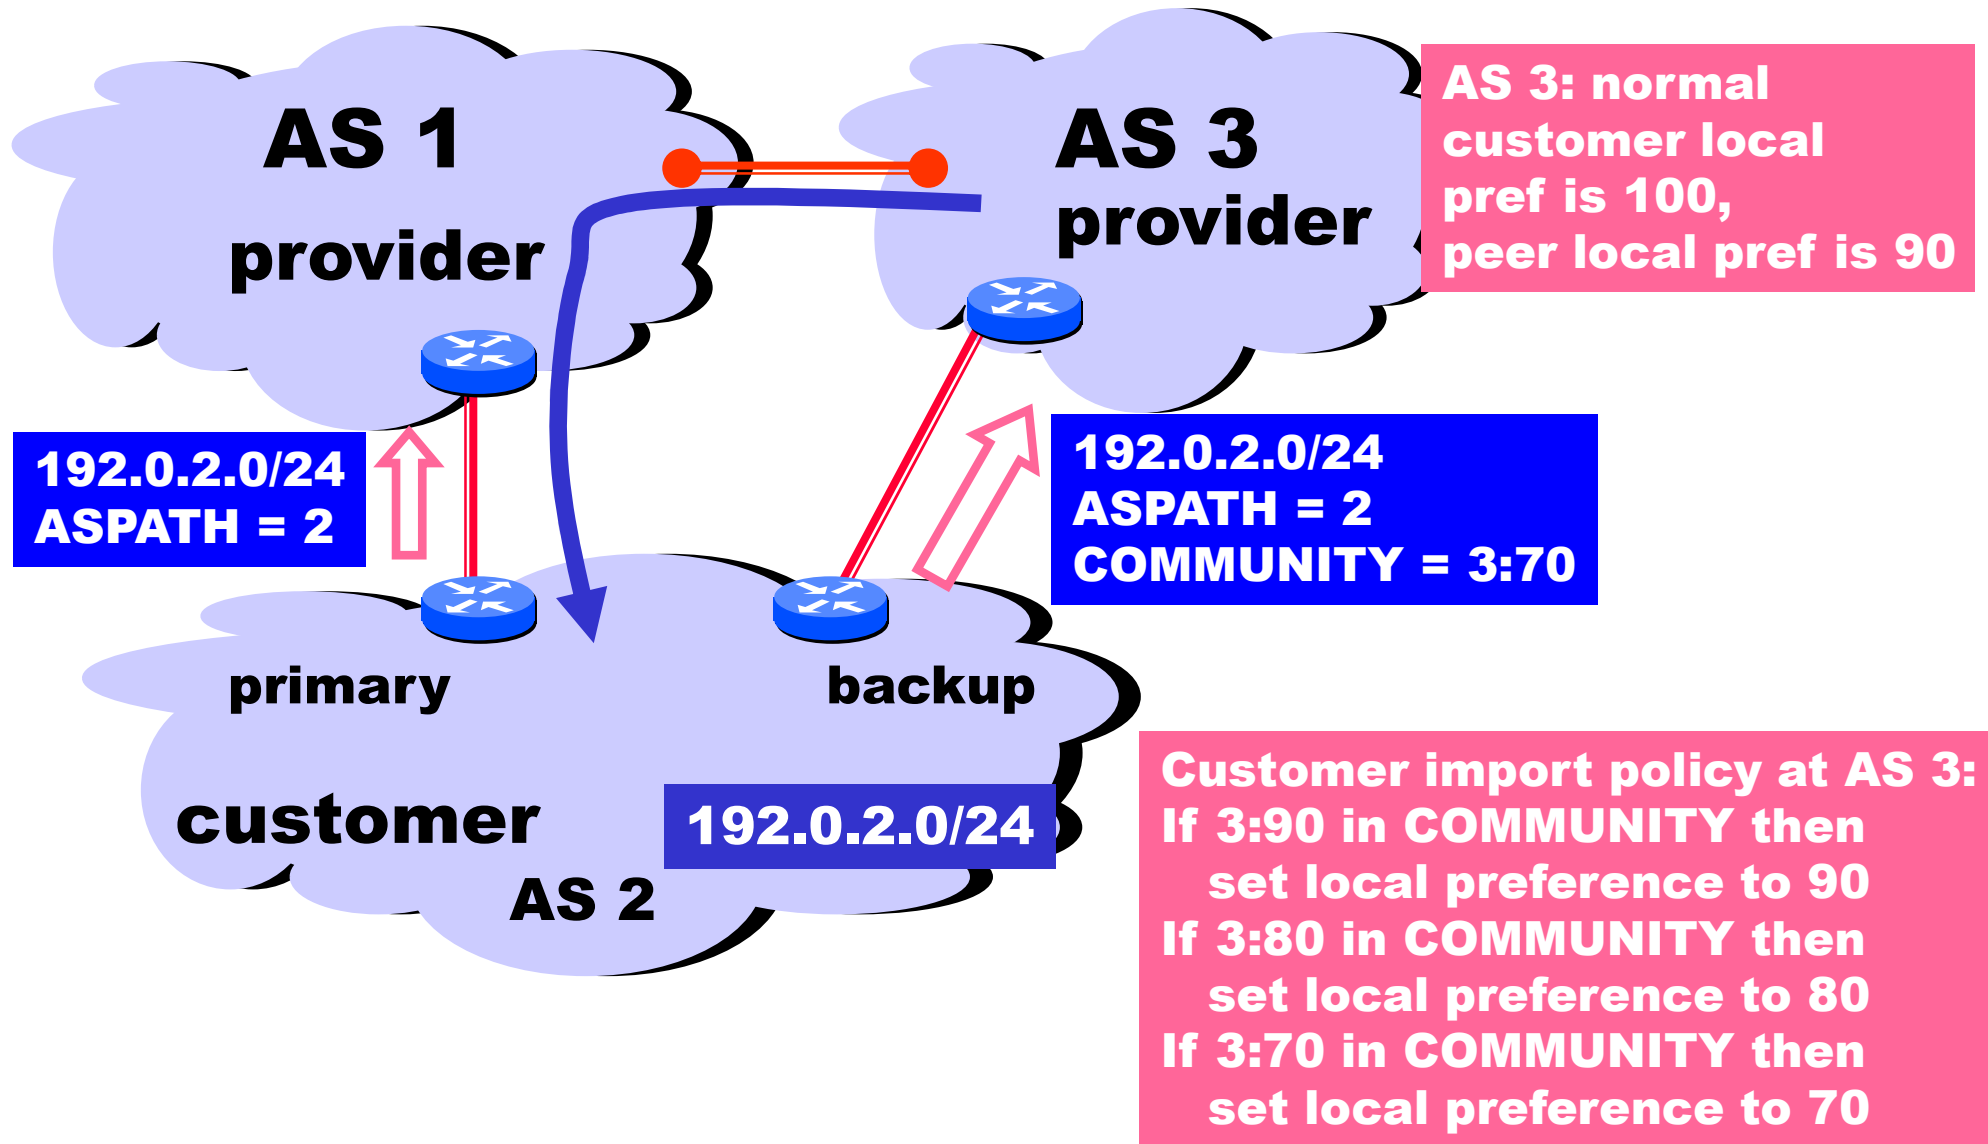 AS 1
provider
AS 3
provider
AS 3: normal
customer local
pref is 100,
peer local pref is 90
192.0.2.0/24
ASPATH = 2
192.0.2.0/24
ASPATH = 2
COMMUNITY = 3:70
primary
backup
customer
192.0.2.0/24
AS 2
Customer import policy at AS 3:
If 3:90 in COMMUNITY then
set local preference to 90
If 3:80 in COMMUNITY then
set local preference to 80
If 3:70 in COMMUNITY then
set local preference to 70